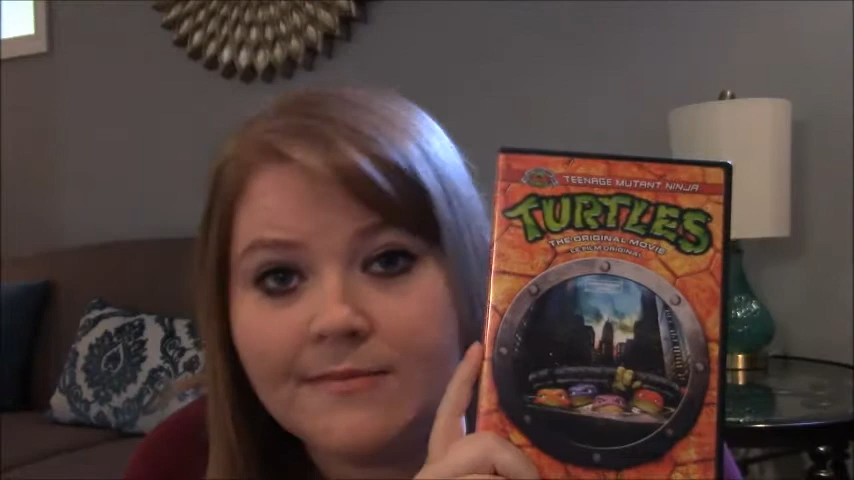 TEENAGE MUTANT NINJA
TURTLES
THE ORIGINAL MOVIE
LE FILM ORIGINAL